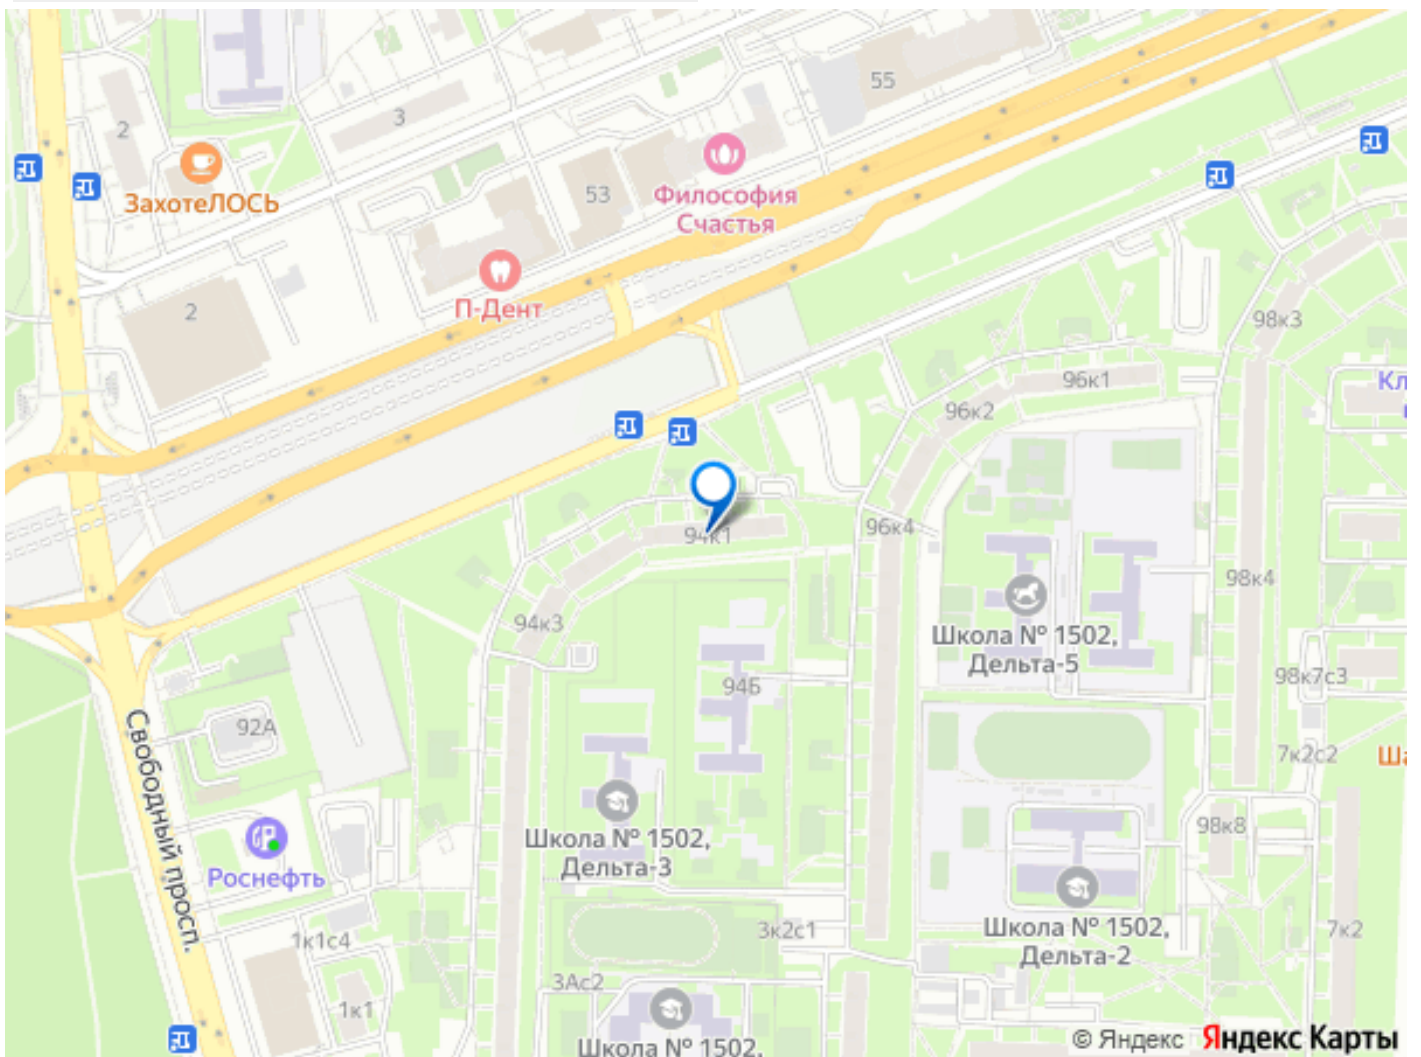 55
2
3
ЗахотеЛОСЬ
53
Философия
Счастья
2
П-Дент
98к3
96к1
Кл
96к2
94к1
96к4
98к4
94к3
Школа № 1502,
Дельта-5
94Б
98к7с3
92А
Свободный просп.
7к2с2
Ша
Школа № 1502,
Дельта-3
98к8
Роснефть
1к1с4
3к2с1
Школа № 1502,
Дельта-2
7к2
3Ас2
1к1
Школа № 1502,
© Яндекс Яндекс Карты